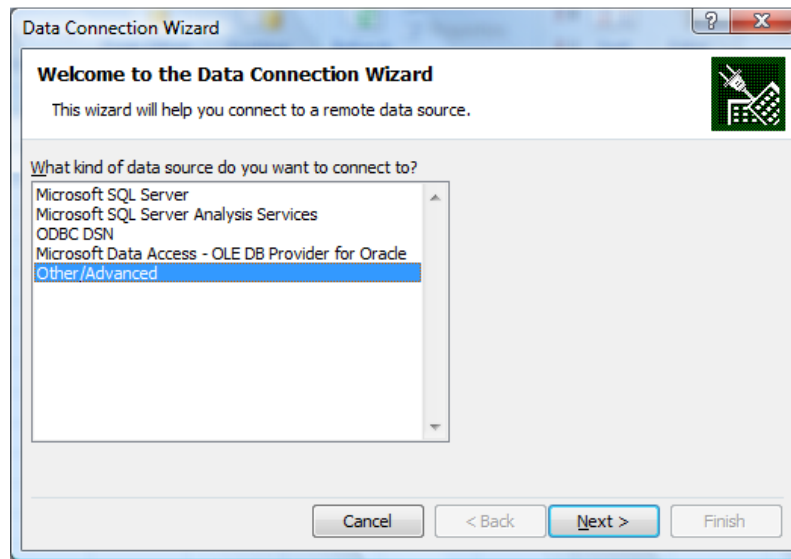 Data Connection Wizard
Welcome to the Data Connection Wizard
This wizard will help you connect to a remote data source.
What kind of data source do you want to connect to?
Microsoft SQL Server
Microsoft SQL Server Analysis Services
ODBC DSN
Microsoft Data Access - OLE DB Provider for Oracle
Other/Advanced
Cancel
< Back
Next >
Finish